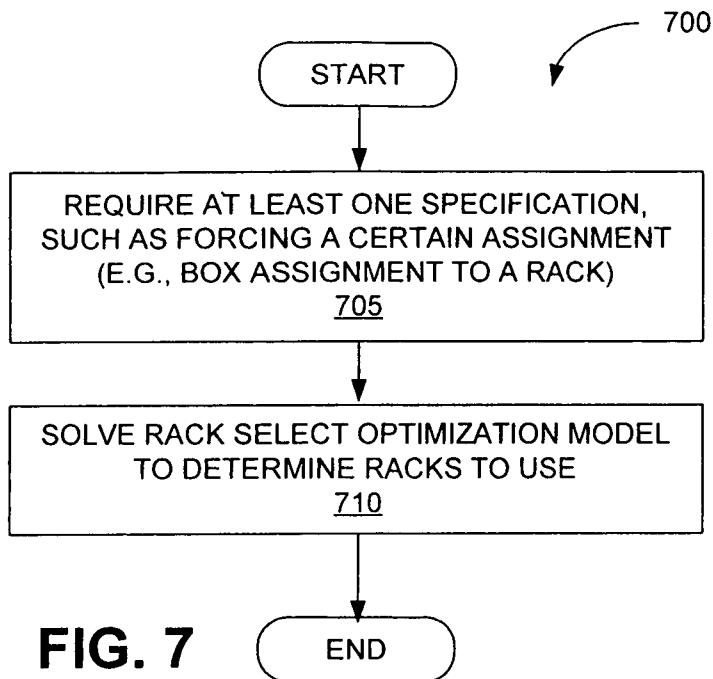 700
START
REQUIRE AT LEAST ONE SPECIFICATION,
SUCH AS FORCING A CERTAIN ASSIGNMENT
(E.G., BOX ASSIGNMENT TO A RACK)
705
SOLVE RACK SELECT OPTIMIZATION MODEL
TO DETERMINE RACKS TO USE
710
FIG. 7
END